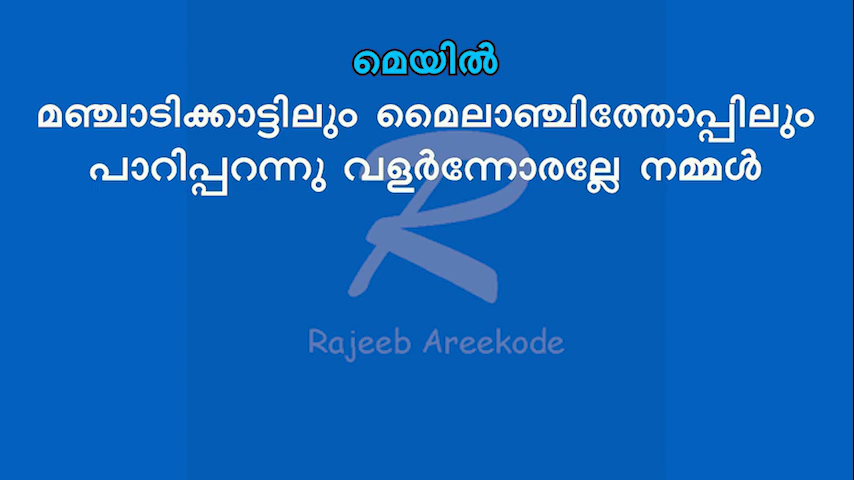 മെയിൽ
മഞ്ചാടിക്കാട്ടിലും മൈലാഞ്ചിത്തോപ്പിലും
പാറിപ്പറന്നു വളർന്നോരല്ലേ നമ്മൾ
R
Rajeeb Areekode